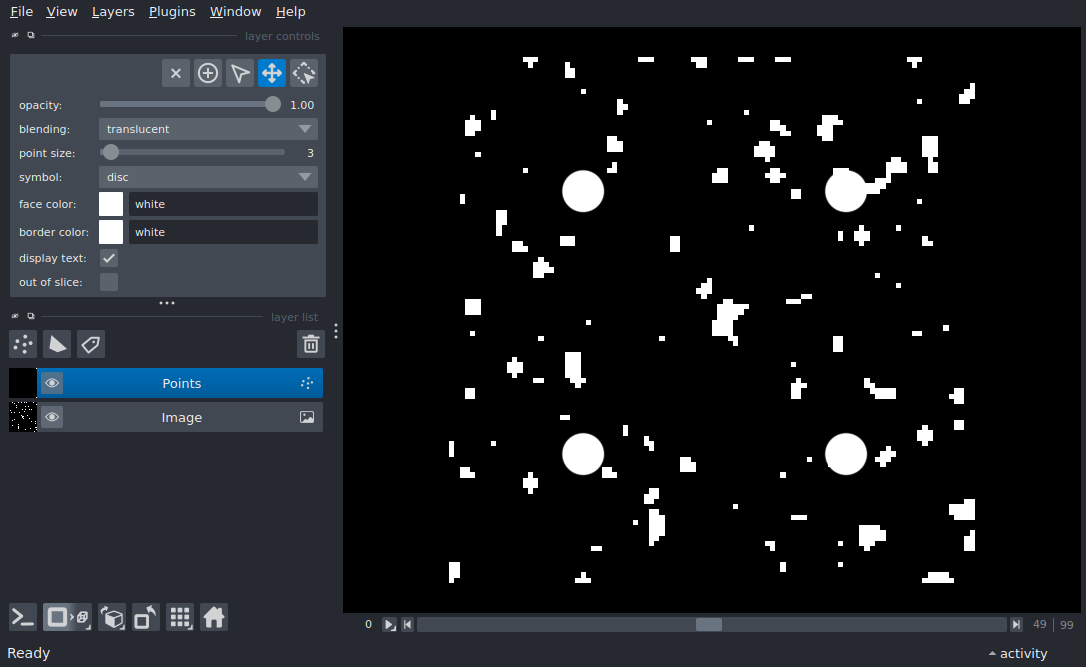 File View Layers Plugins Window Help
layer controls
opacity: 1.00
blending: translucent
point size: 3
symbol: disc
face color: white
border color: white
display text:
out of slice:
layer list
Points
Image
0 49 99
Ready activity